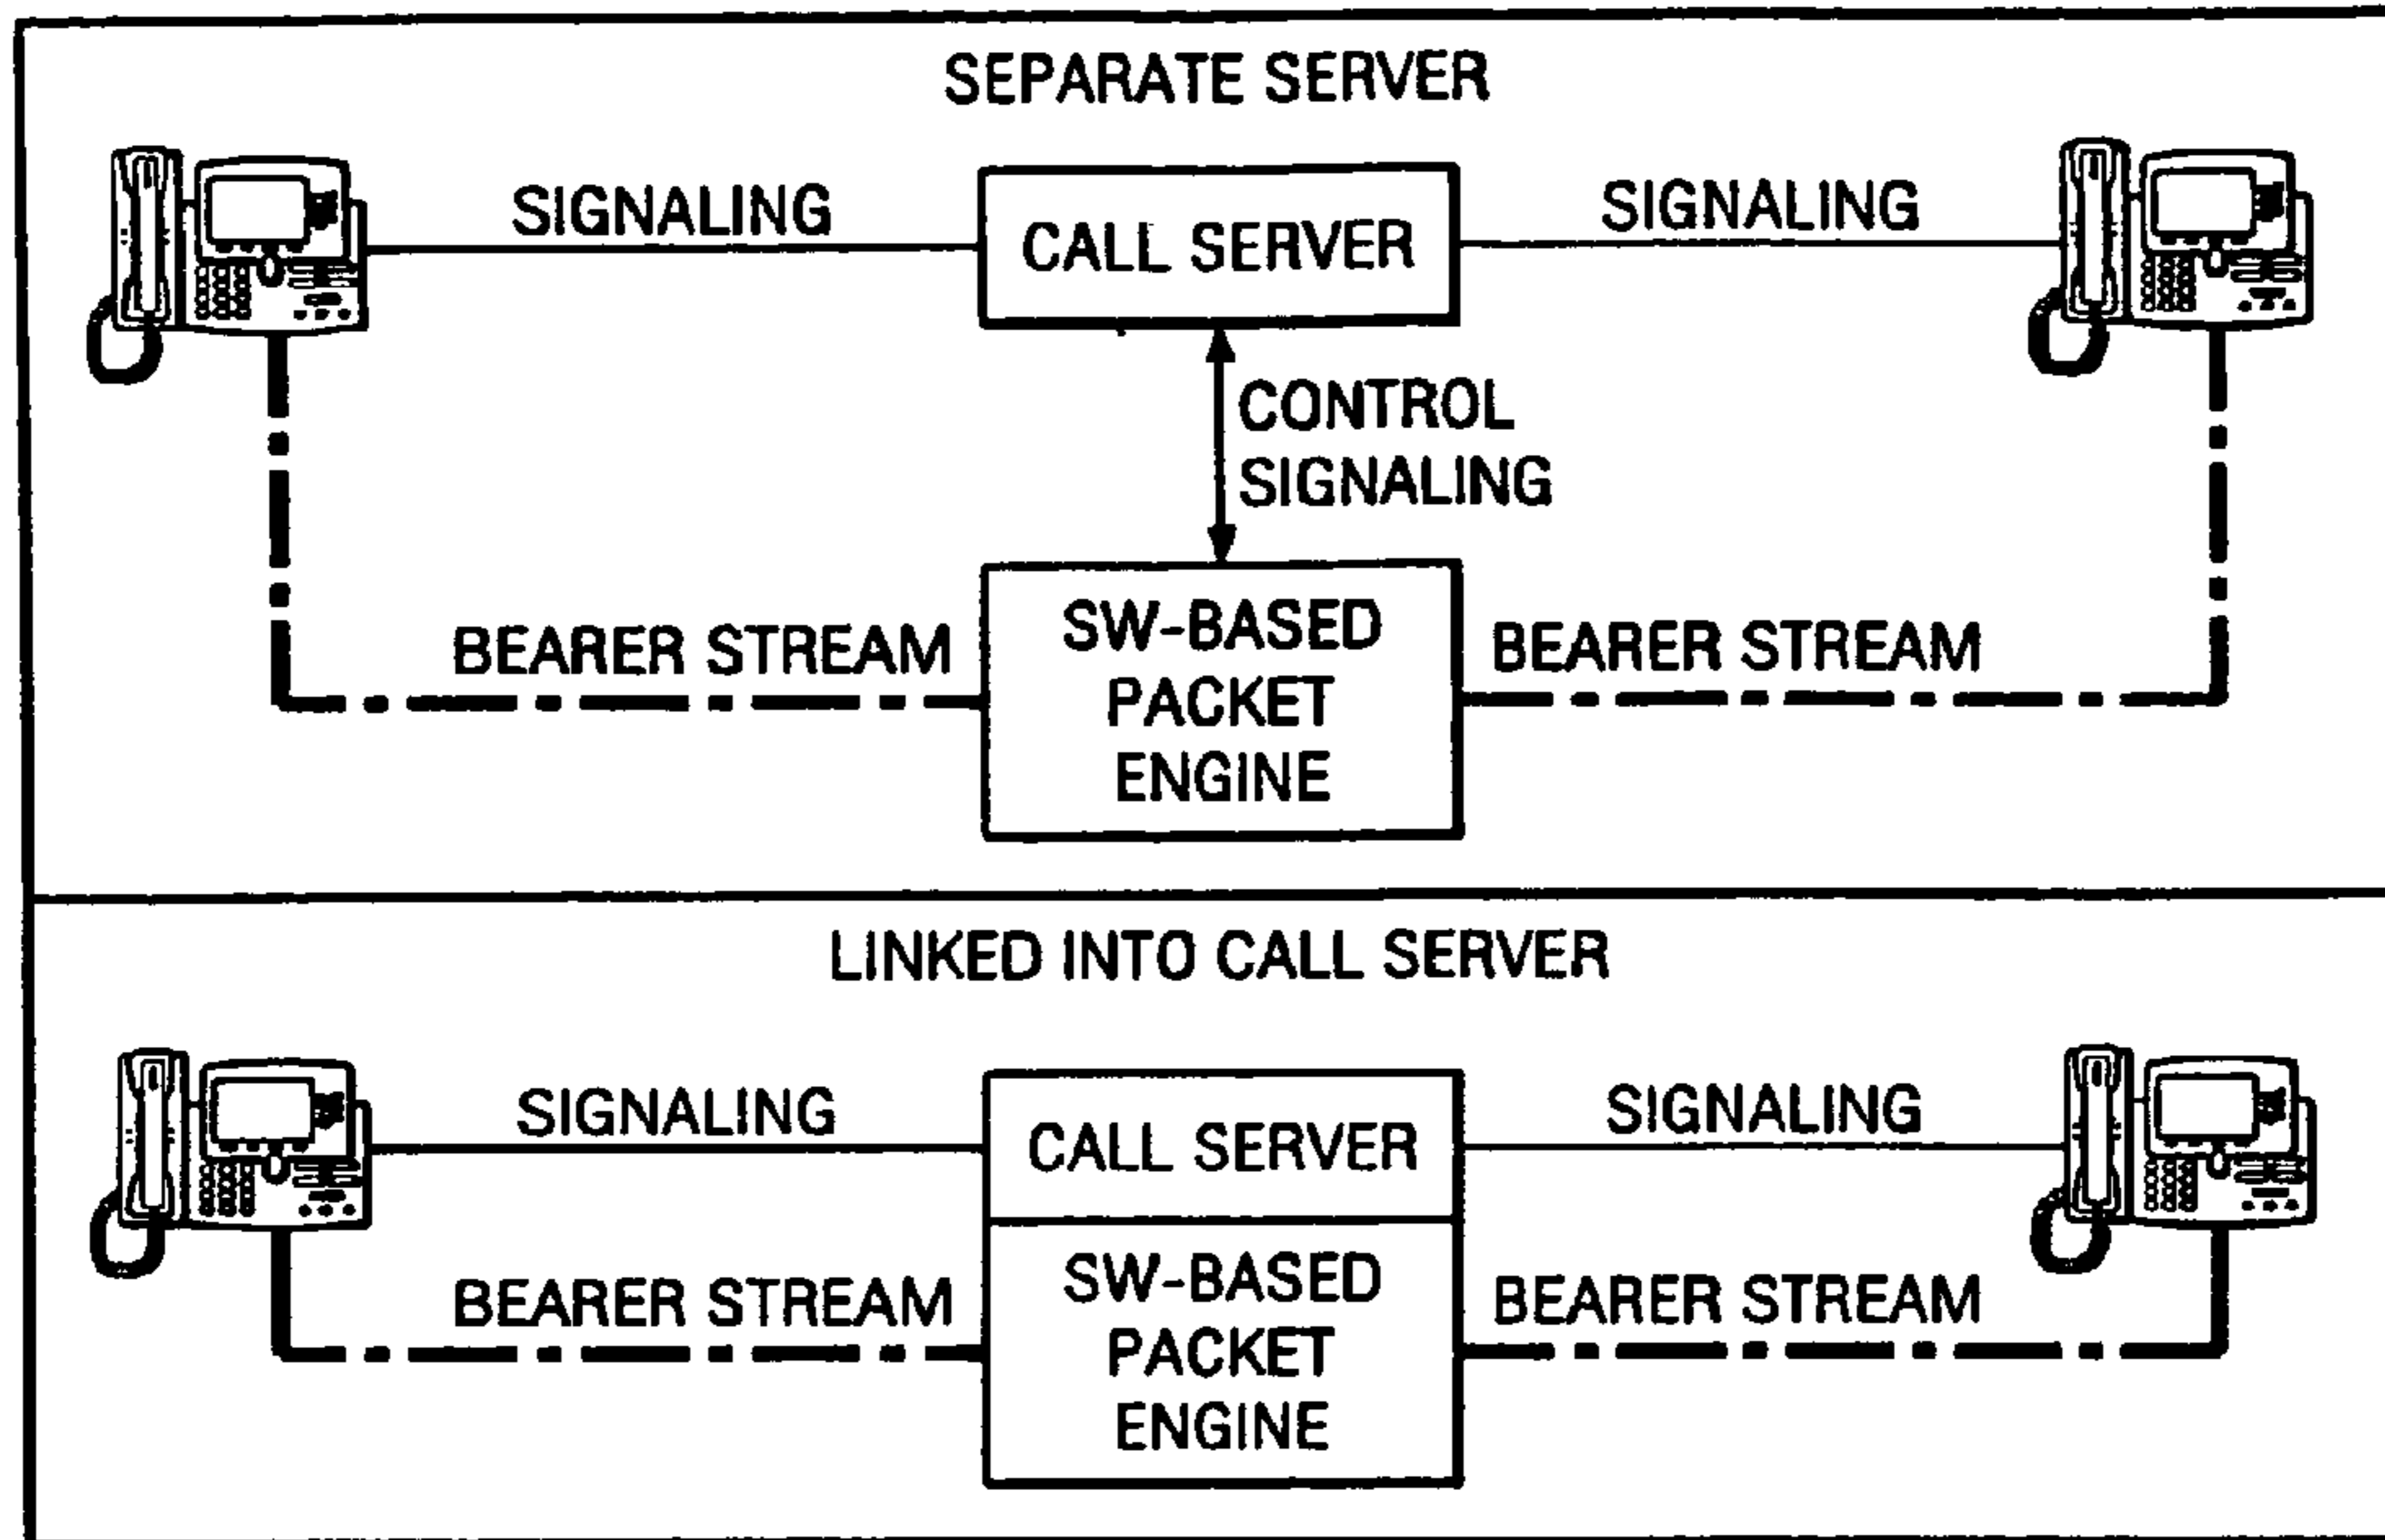 SEPARATE SERVER
SIGNALING
CALL SERVER
SIGNALING
CONTROL
SIGNALING
BEARER STREAM
SW-BASED
PACKET
ENGINE
BEARER STREAM
LINKED INTO CALL SERVER
SIGNALING
CALL SERVER
SIGNALING
BEARER STREAM
SW-BASED
PACKET
ENGINE
BEARER STREAM